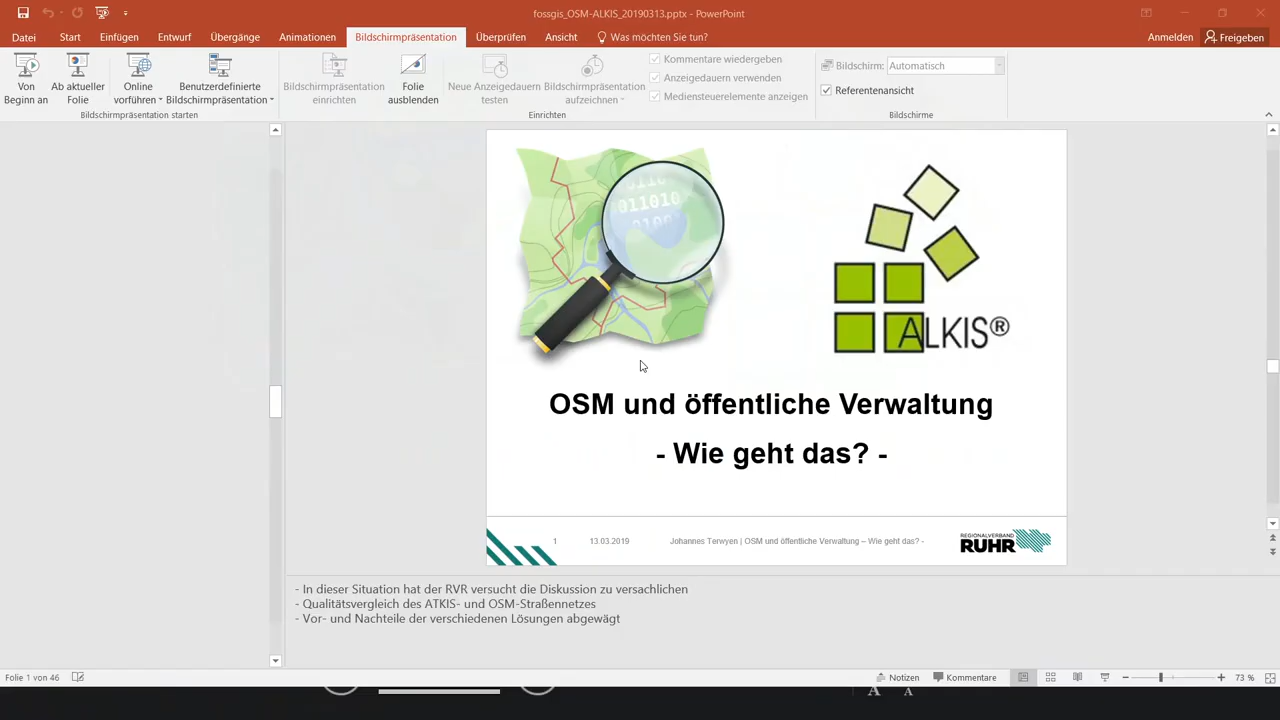 fossgis_OSM-ALKIS_20190313.pptx - PowerPoint
Datei
Start
Einfügen
Entwurf
Übergänge
Animationen
Bildschirmpräsentation
Überprüfen
Ansicht
Was möchten Sie tun?
Anmelden
Freigeben
Von
Beginn an
Ab aktueller
Folie
Online
vorführen
Benutzerdefinierte
Bildschirmpräsentation
Bildschirmpräsentation starten
Bildschirmpräsentation
einrichten
Folie
ausblenden
Neue Anzeigedauern
testen
Bildschirmpräsentation
aufzeichnen
Kommentare wiedergeben
Anzeigedauern verwenden
Mediensteuerelemente anzeigen
Einrichten
Bildschirm:
Automatisch
Referentenansicht
Bildschirme
0110
011010
0100
ALKIS®
OSM und öffentliche Verwaltung
- Wie geht das? -
1
13.03.2019
Johannes Terwyen | OSM und öffentliche Verwaltung – Wie geht das? -
REGIONALVERBAND
RUHR
- In dieser Situation hat der RVR versucht die Diskussion zu versachlichen
- Qualitätsvergleich des ATKIS- und OSM-Straßennetzes
- Vor- und Nachteile der verschiedenen Lösungen abgewägt
Folie 1 von 46
Notizen
Kommentare
73 %
A A